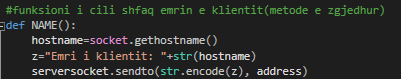 #funksioni i cili shfaq emrin e klientit(metode e zgjedhur)
def NAME():
hostname=socket.gethostname()
z="Emri i klientit: "+str(hostname)
serversocket.sendto(str.encode(z), address)